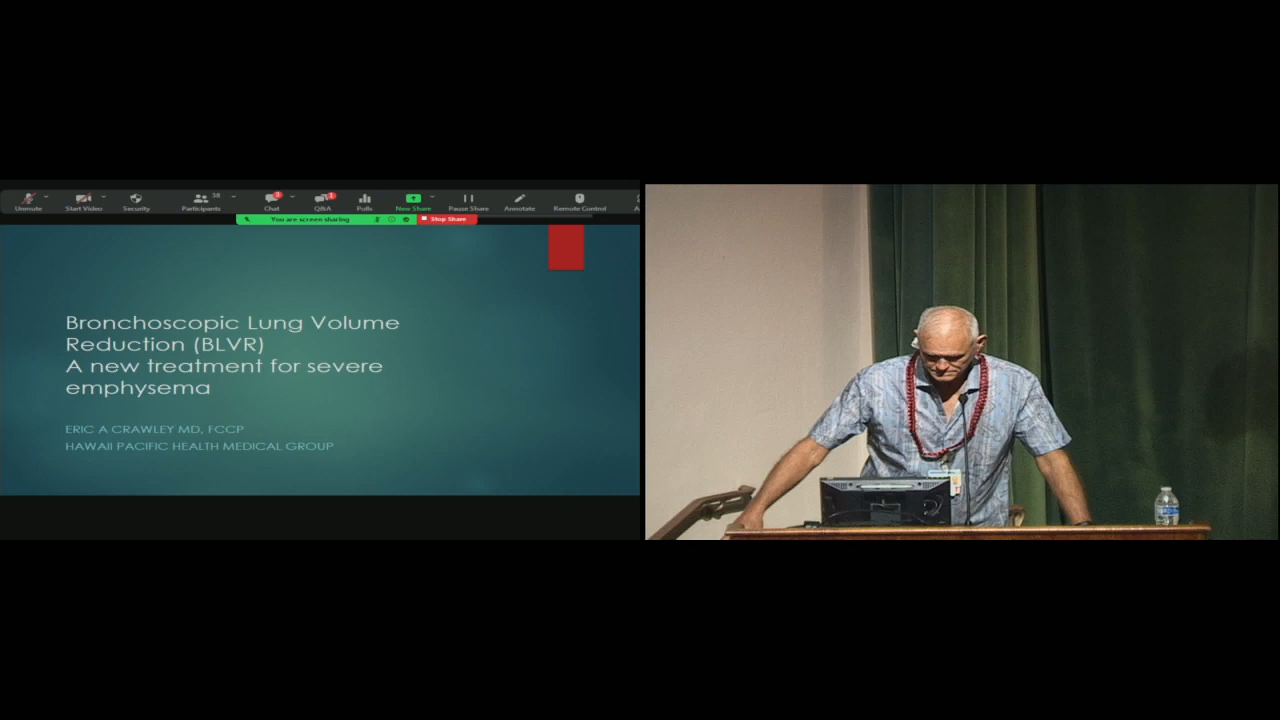 Unmute
Start Video
Security
Participants
38
Chat
Q&A
Polls
New Share
Pause Share
Annotate
Remote Control
You are screen sharing
Stop Share
Bronchoscopic Lung Volume
Reduction (BLVR)
A new treatment for severe
emphysema
ERIC A CRAWLEY MD, FCCP
HAWAII PACIFIC HEALTH MEDICAL GROUP